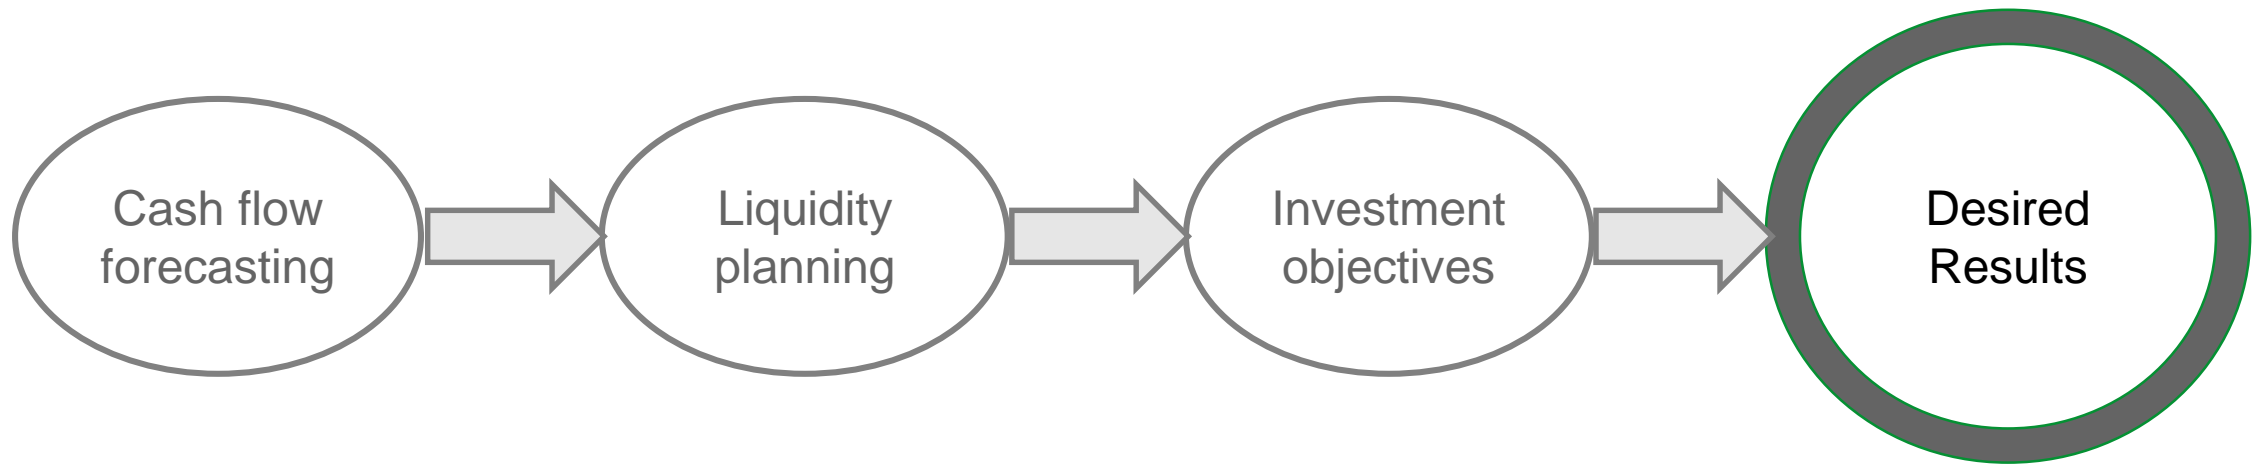 Cash flow
forecasting
Liquidity
planning
Investment
objectives
Desired
Results